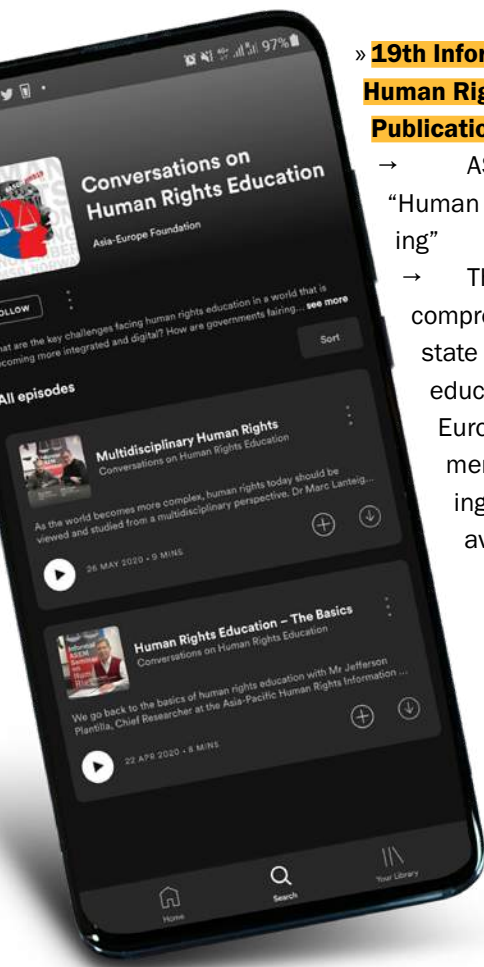 97%
Conversations on
Human Rights Education
Asia-Europe Foundation
What are the key challenges facing human rights education in a world that is
becoming more integrated and digital? How are governments fairing... see more
Sort
All episodes
Multidisciplinary Human Rights
Conversations on Human Rights Education
As the world becomes more complex, human rights today should be
viewed and studied from a multidisciplinary perspective. Dr Marc Lanteig...
26 MAY 2020 • 9 MINS
Human Rights Education – The Basics
Conversations on Human Rights Education
We go back to the basics of human rights education with Mr Jefferson
Plantilla, Chief Researcher at the Asia-Pacific Human Rights Information ...
22 APR 2020 • 8 MINS
Home
Search
Your Library
» 19th Infor
Human Rig
Publicatio
→ AS
“Human
ing”
→ Th
compre
state
educ
Euro
mer
ing
av